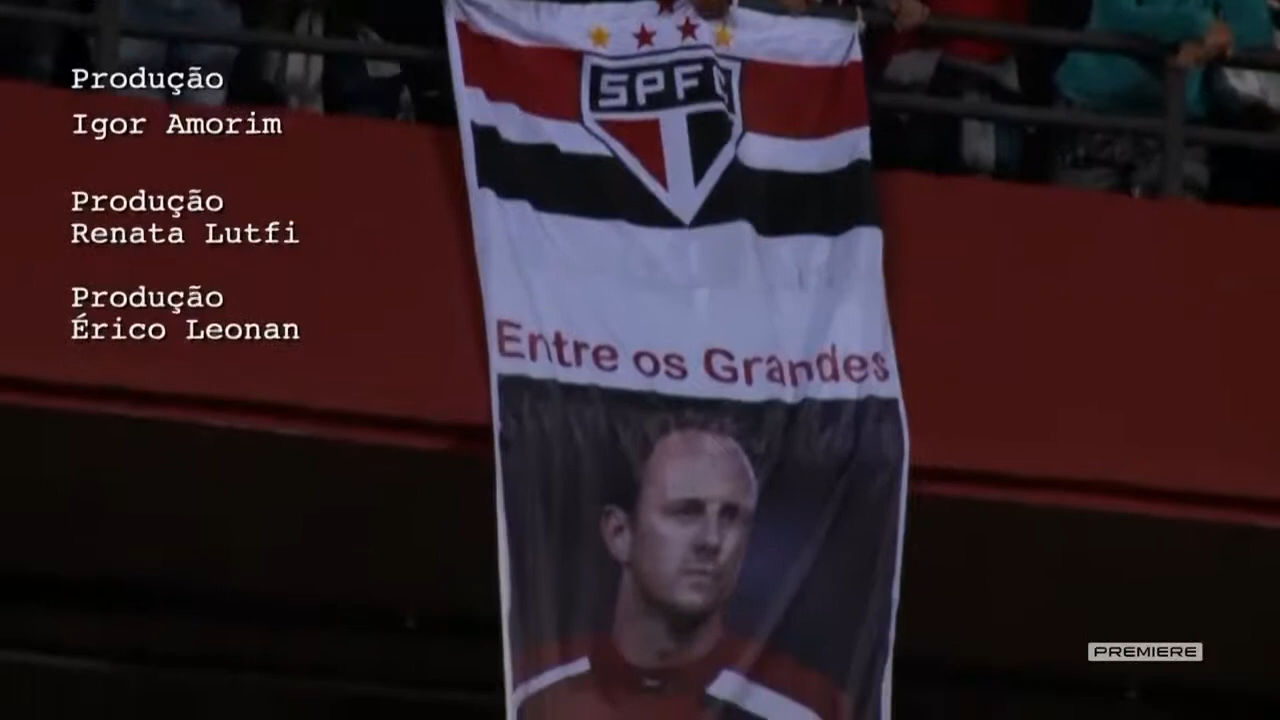 Produção
Igor Amorim
Produção
Renata Lutfi
Produção
Érico Leonan
SPFC
Entre os Grandes
PREMIERE